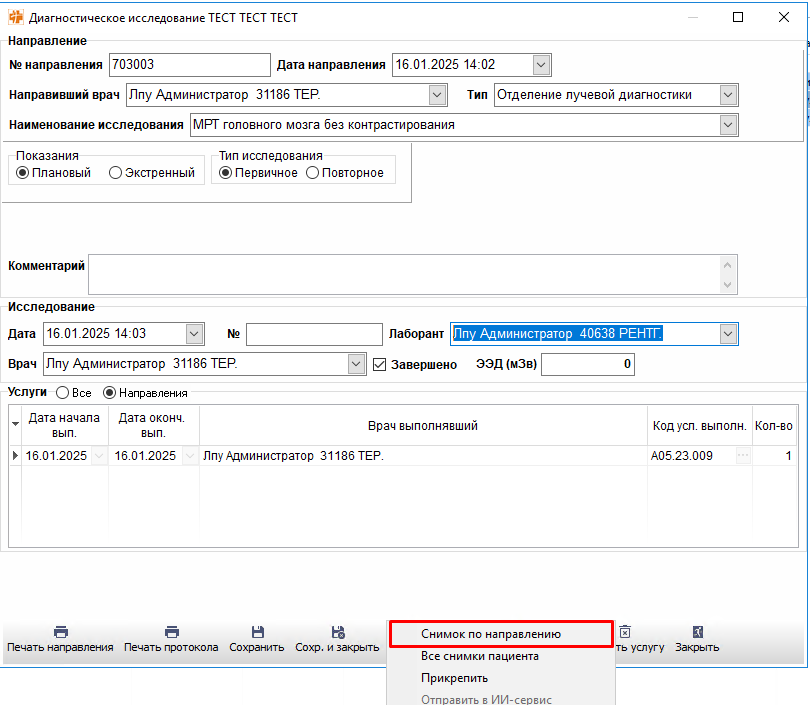 Диагностическое исследование ТЕСТ ТЕСТ ТЕСТ
Направление
№ направления 703003 Дата направления 16.01.2025 14:02
Направивший врач Лпу Администратор 31186 ТЕР. Тип Отделение лучевой диагностики
Наименование исследования МРТ головного мозга без контрастирования
Показания Тип исследования
Плановый Экстренный Первичное Повторное
Комментарий
Исследование
Дата 16.01.2025 14:03 № Лаборант Лпу Администратор 40638 РЕНТГ.
Врач Лпу Администратор 31186 ТЕР. Завершено ЭЭД (мЗв) 0
Услуги Все Направления
Дата начала вып. Дата оконч. вып. Врач выполнявший Код усл. выполн. Кол-во
16.01.2025 16.01.2025 Лпу Администратор 31186 ТЕР. A05.23.009 ... 1
Снимок по направлению
Печать направления Печать протокола Сохранить Сохр. и закрыть ть услугу Закрыть
Все снимки пациента
Прикрепить
Отправить в ИИ-сервис